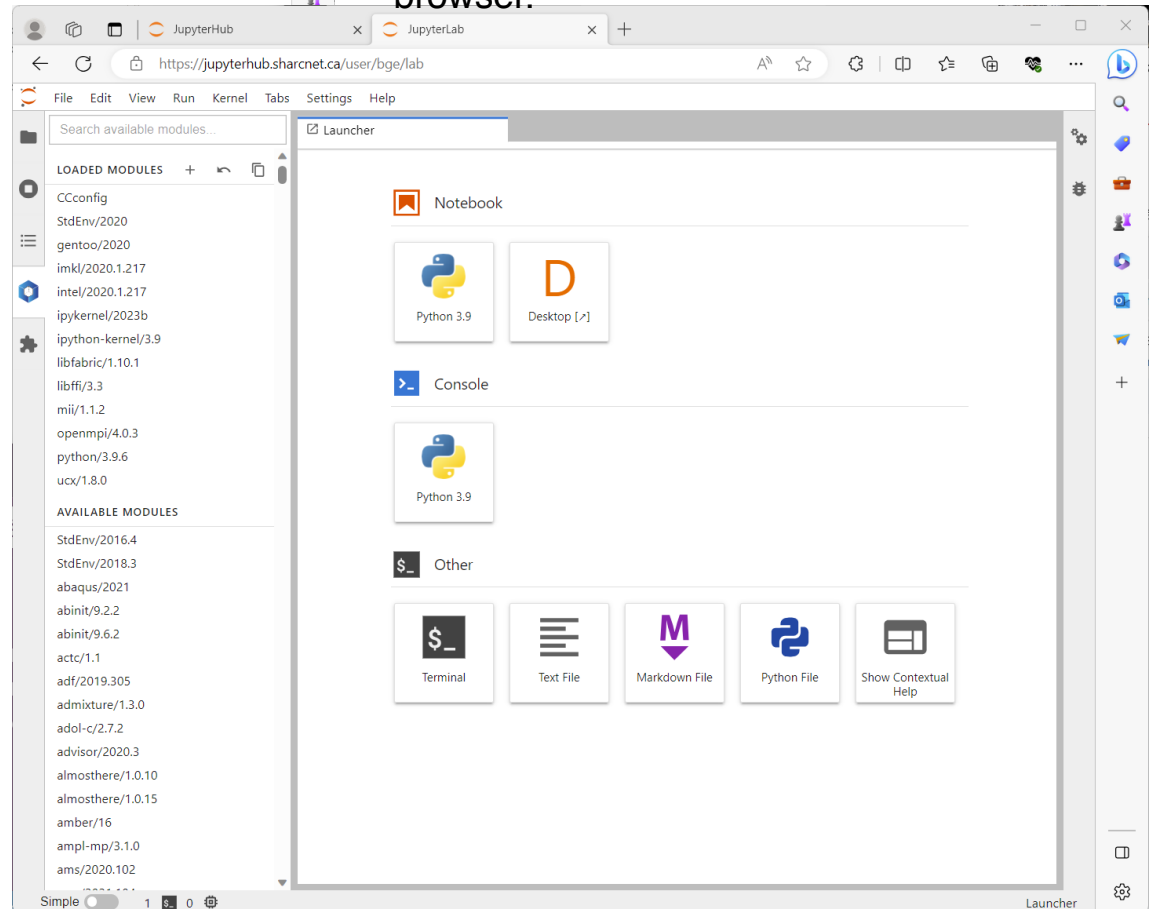 browser.
JupyterHub
JupyterLab
https://jupyterhub.sharcnet.ca/user/bge/lab
File Edit View Run Kernel Tabs Settings Help
Search available modules...
LOADED MODULES
CCconfig
StdEnv/2020
gentoo/2020
imkl/2020.1.217
intel/2020.1.217
ipykernel/2023b
ipython-kernel/3.9
libfabric/1.10.1
libffi/3.3
mii/1.1.2
openmpi/4.0.3
python/3.9.6
ucx/1.8.0
AVAILABLE MODULES
StdEnv/2016.4
StdEnv/2018.3
abaqus/2021
abinit/9.2.2
abinit/9.6.2
actc/1.1
adf/2019.305
admixture/1.3.0
adol-c/2.7.2
advisor/2020.3
almosthere/1.0.10
almosthere/1.0.15
amber/16
ampl-mp/3.1.0
ams/2020.102
Launcher
Notebook
Python 3.9
D
Desktop [↗]
Console
Python 3.9
$_ Other
$_
Terminal
Text File
M
Markdown File
Python File
Show Contextual
Help
Simple 1 $_ 0
Launcher